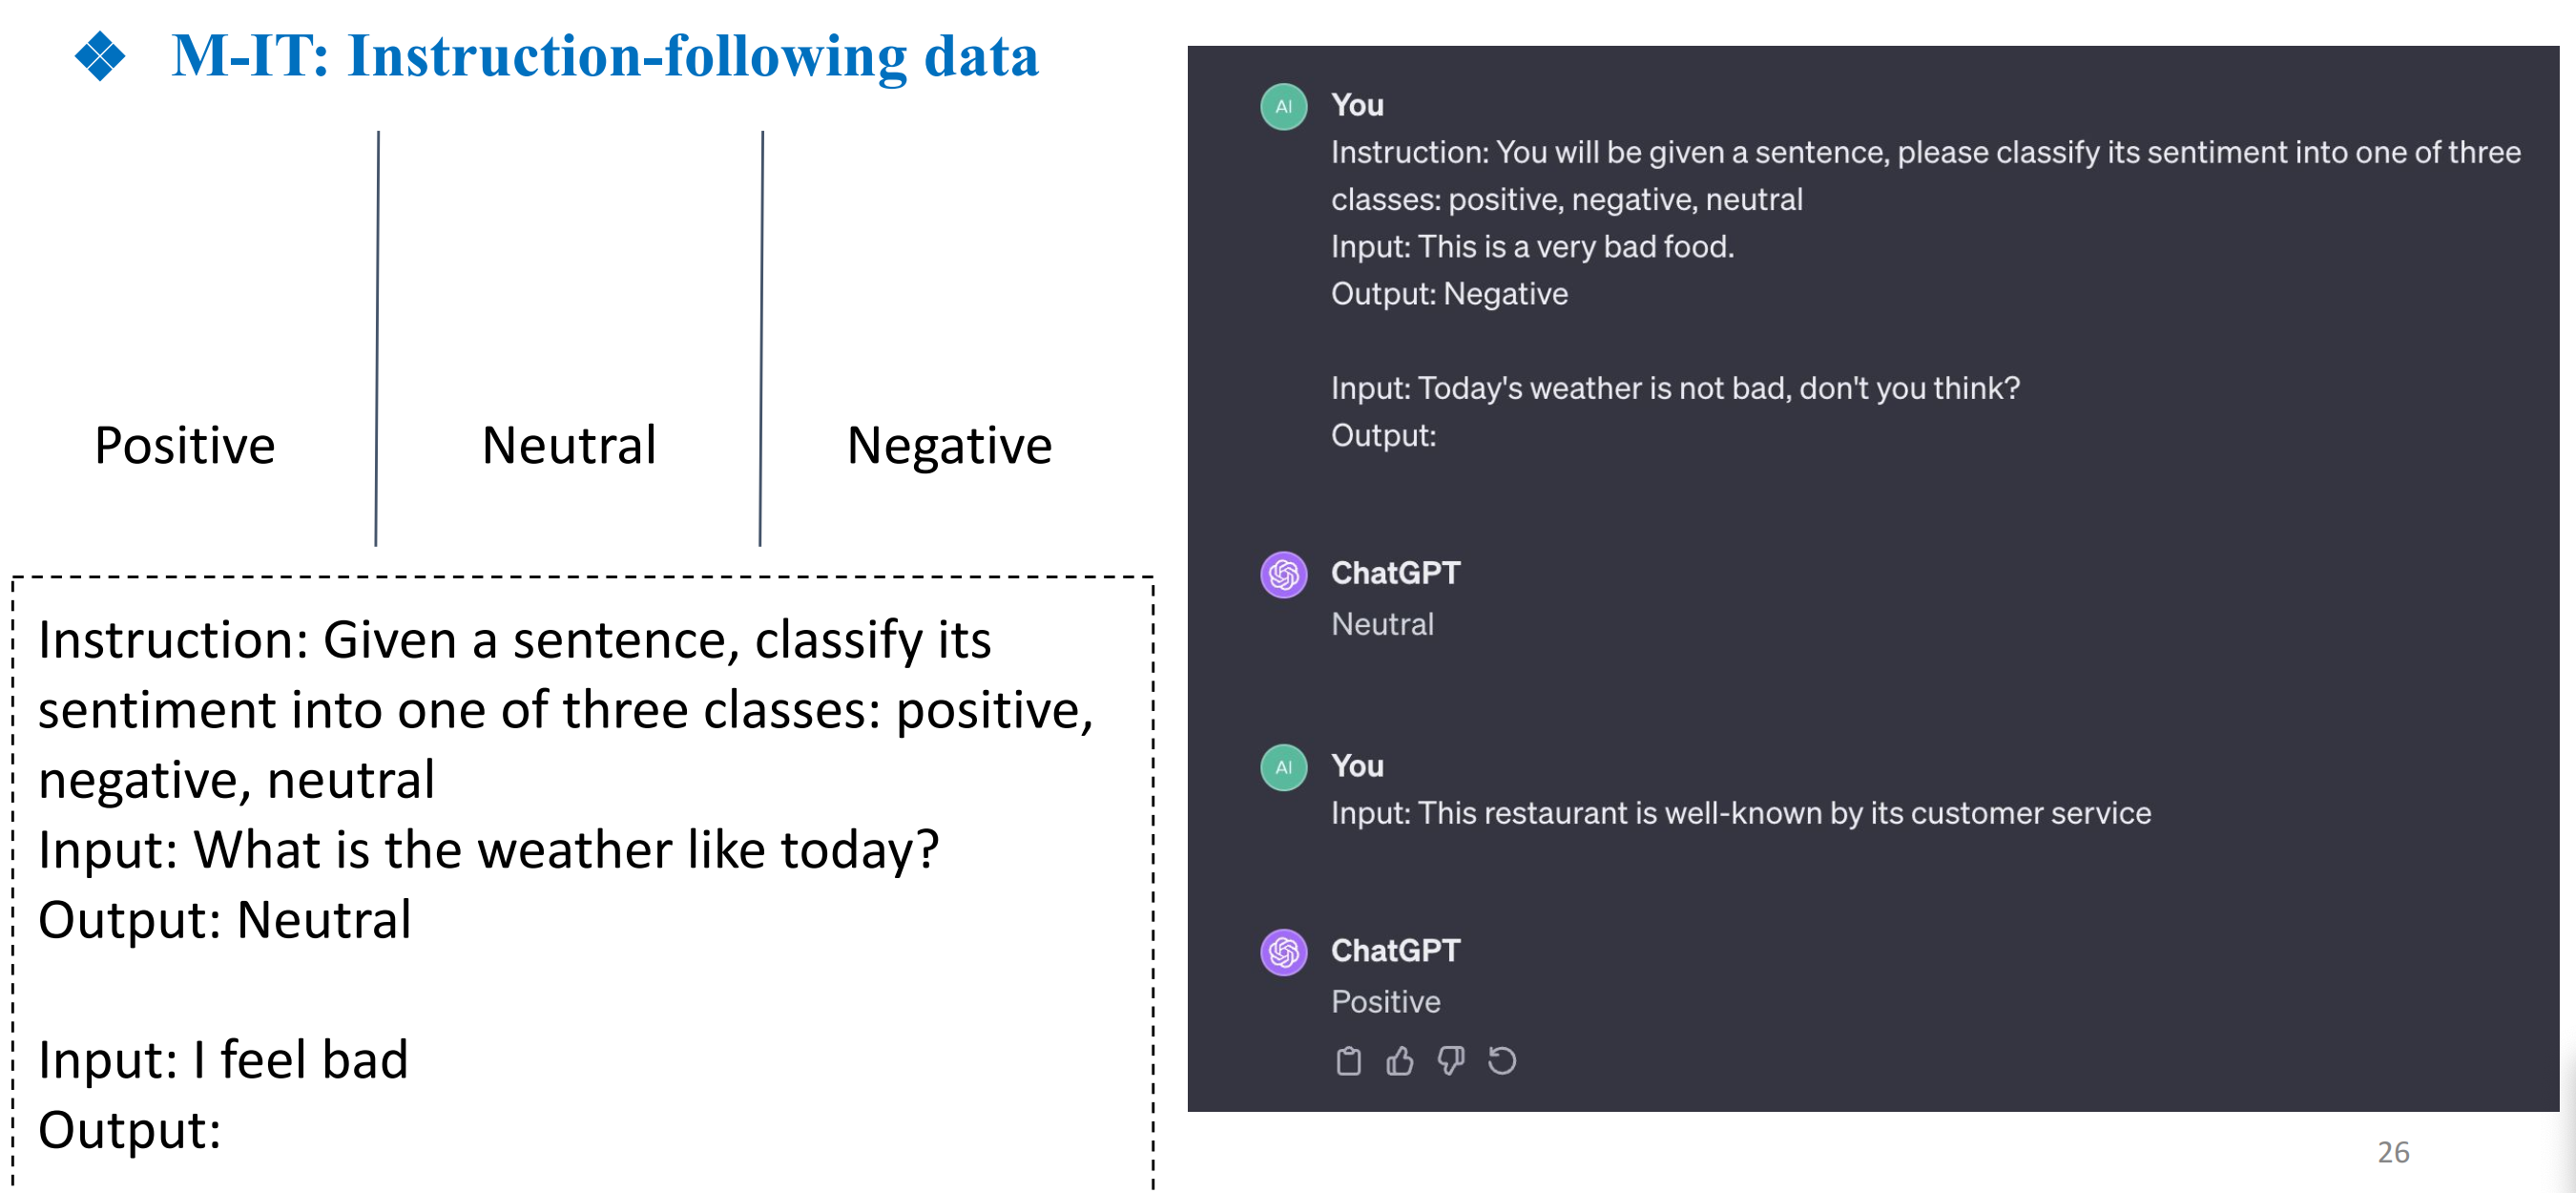 M-IT: Instruction-following data
Positive
Neutral
Negative
Instruction: Given a sentence, classify its
sentiment into one of three classes: positive,
negative, neutral
Input: What is the weather like today?
Output: Neutral
Input: I feel bad
Output:
AI
You
Instruction: You will be given a sentence, please classify its sentiment into one of three
classes: positive, negative, neutral
Input: This is a very bad food.
Output: Negative
Input: Today's weather is not bad, don't you think?
Output:
ChatGPT
Neutral
AI
You
Input: This restaurant is well-known by its customer service
ChatGPT
Positive
26